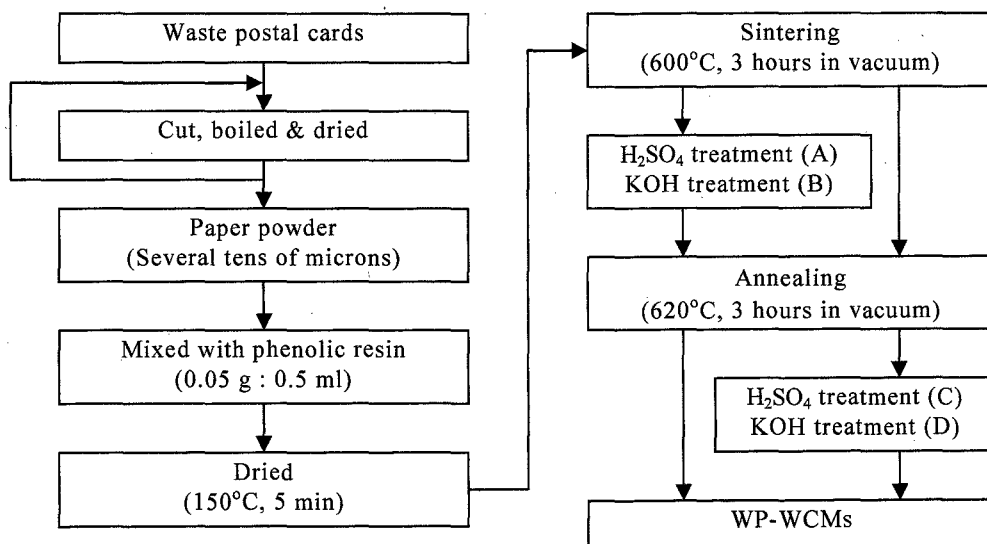 Waste postal cards
Cut, boiled & dried
Paper powder
(Several tens of microns)
Mixed with phenolic resin
(0.05 g : 0.5 ml)
Dried
(150°C, 5 min)
Sintering
(600°C, 3 hours in vacuum)
H₂SO₄ treatment (A)
KOH treatment (B)
Annealing
(620°C, 3 hours in vacuum)
H₂SO₄ treatment (C)
KOH treatment (D)
WP-WCMs